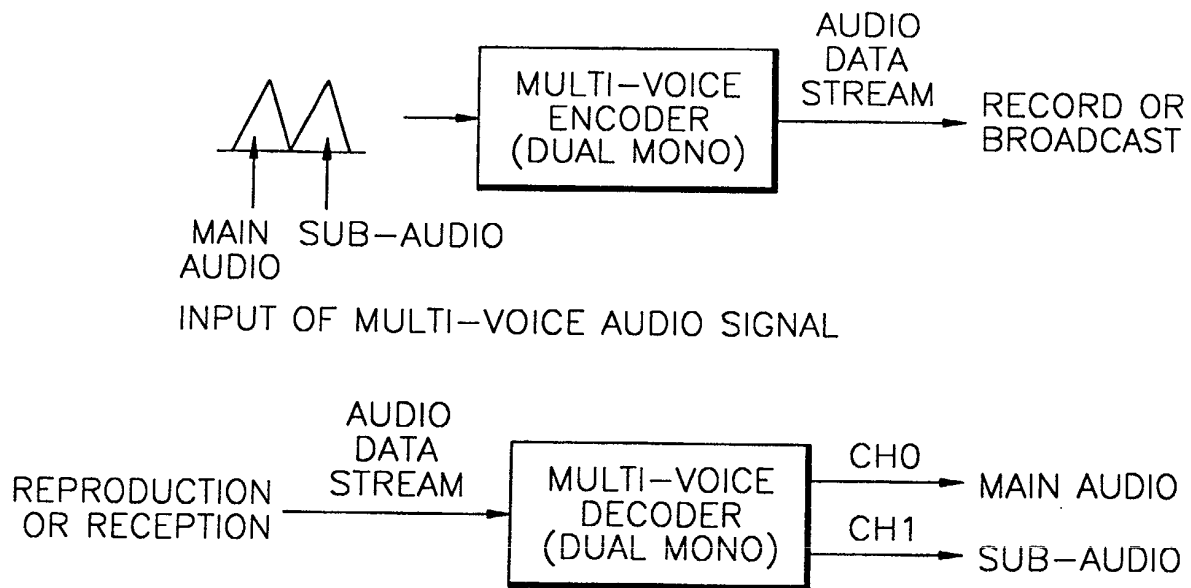 AUDIO
DATA
STREAM
MULTI-VOICE
ENCODER
(DUAL MONO)
RECORD OR
BROADCAST
MAIN
AUDIO
SUB-AUDIO
INPUT OF MULTI-VOICE AUDIO SIGNAL
REPRODUCTION
OR RECEPTION
AUDIO
DATA
STREAM
MULTI-VOICE
DECODER
(DUAL MONO)
CH0
MAIN AUDIO
CH1
SUB-AUDIO